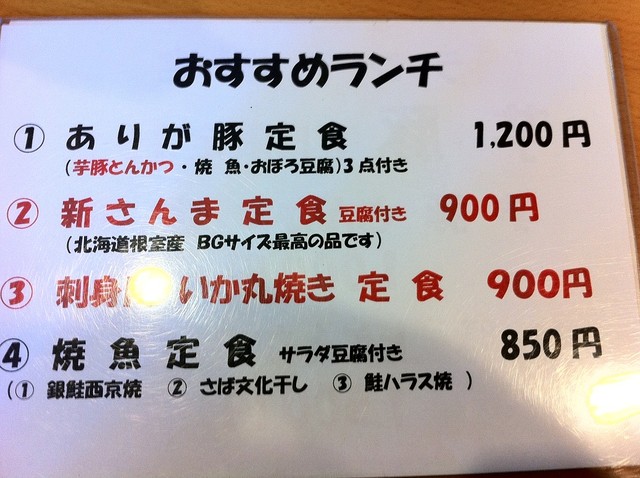 おすすめランチ
① ありが豚定食 1,200円
(芋豚とんかつ・焼 魚・おぼろ豆腐)3点付き
② 新さんま定食 豆腐付き 900円
(北海道根室産 BGサイズ最高の品です)
③ 刺身 いか丸焼き 定食 900円
④ 焼魚定食 サラダ豆腐付き 850円
(① 銀鮭西京焼 ② さば文化干し ③ 鮭ハラス焼 )